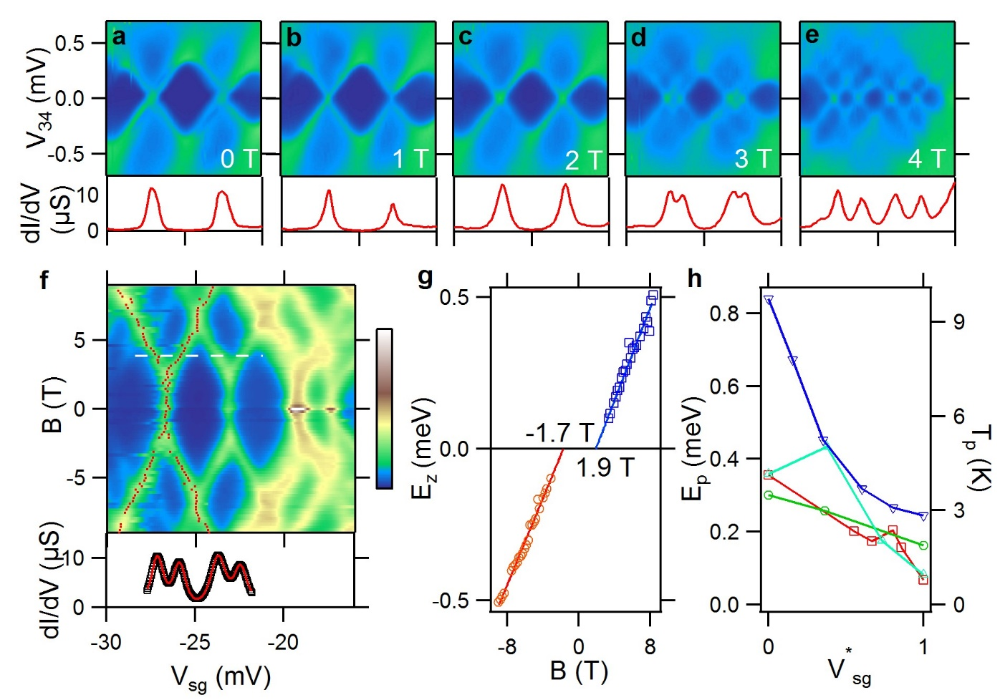 a b c d e
0.5
0.0
-0.5
V34 (mV)
0 T 1 T 2 T 3 T 4 T
10
0
dI/dV
(µS)
f
5
0
-5
B (T)
10
0
dI/dV (µS)
-30 -25 -20
Vsg (mV)
g
0.5
0.0
-0.5
Ez (meV)
-1.7 T
1.9 T
-8 0 8
B (T)
h
0.8
0.6
0.4
0.2
0.0
Ep (meV)
9
6
3
0
Tp (K)
0 1
V*sg